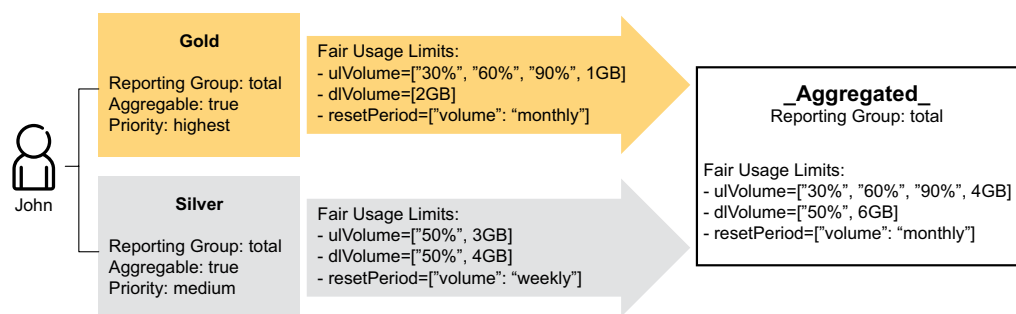 John
Gold
Reporting Group: total
Aggregable: true
Priority: highest
Fair Usage Limits:
- ulVolume=[”30%”, ”60%”, ”90%”, 1GB]
- dlVolume=[2GB]
- resetPeriod=[”volume”: “monthly”]
Silver
Reporting Group: total
Aggregable: true
Priority: medium
Fair Usage Limits:
- ulVolume=[”50%”, 3GB]
- dlVolume=[”50%”, 4GB]
- resetPeriod=[”volume”: “weekly”]
_Aggregated_
Reporting Group: total
Fair Usage Limits:
- ulVolume=[”30%”, ”60%”, ”90%”, 4GB]
- dlVolume=[”50%”, 6GB]
- resetPeriod=[”volume”: “monthly”]